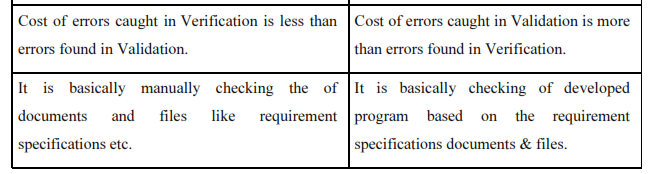 Cost of errors caught in Verification is less than
errors found in Validation.
Cost of errors caught in Validation is more
than errors found in Verification.
It is basically manually checking the of
documents and files like requirement
specifications etc.
It is basically checking of developed
program based on the requirement
specifications documents & files.